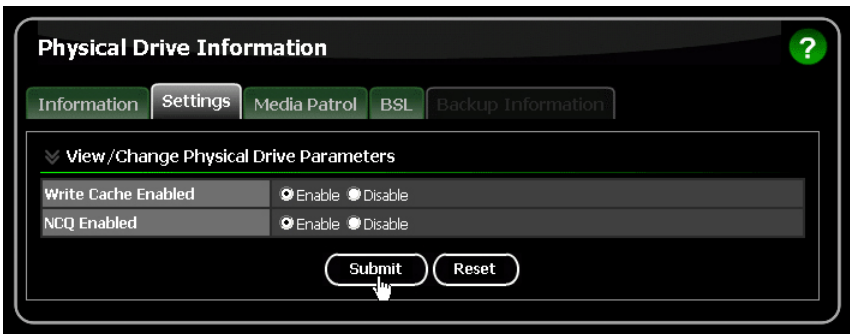 Physical Drive Information
?
Information Settings Media Patrol BSL Backup Information
View/Change Physical Drive Parameters
Write Cache Enabled Enable Disable
NCQ Enabled Enable Disable
Submit Reset